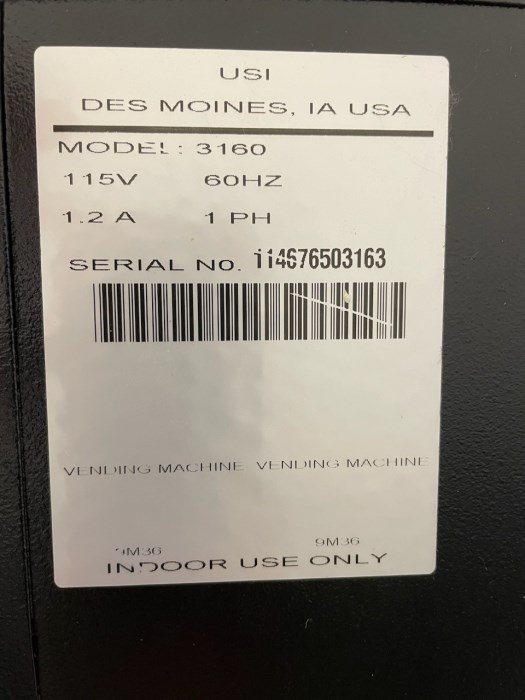 USI
DES MOINES, IA USA
MODEL: 3160
115V 60HZ
1.2 A 1 PH
SERIAL NO. 114676503163
VENDING MACHINE VENDING MACHINE
9M36 9M36
INDOOR USE ONLY